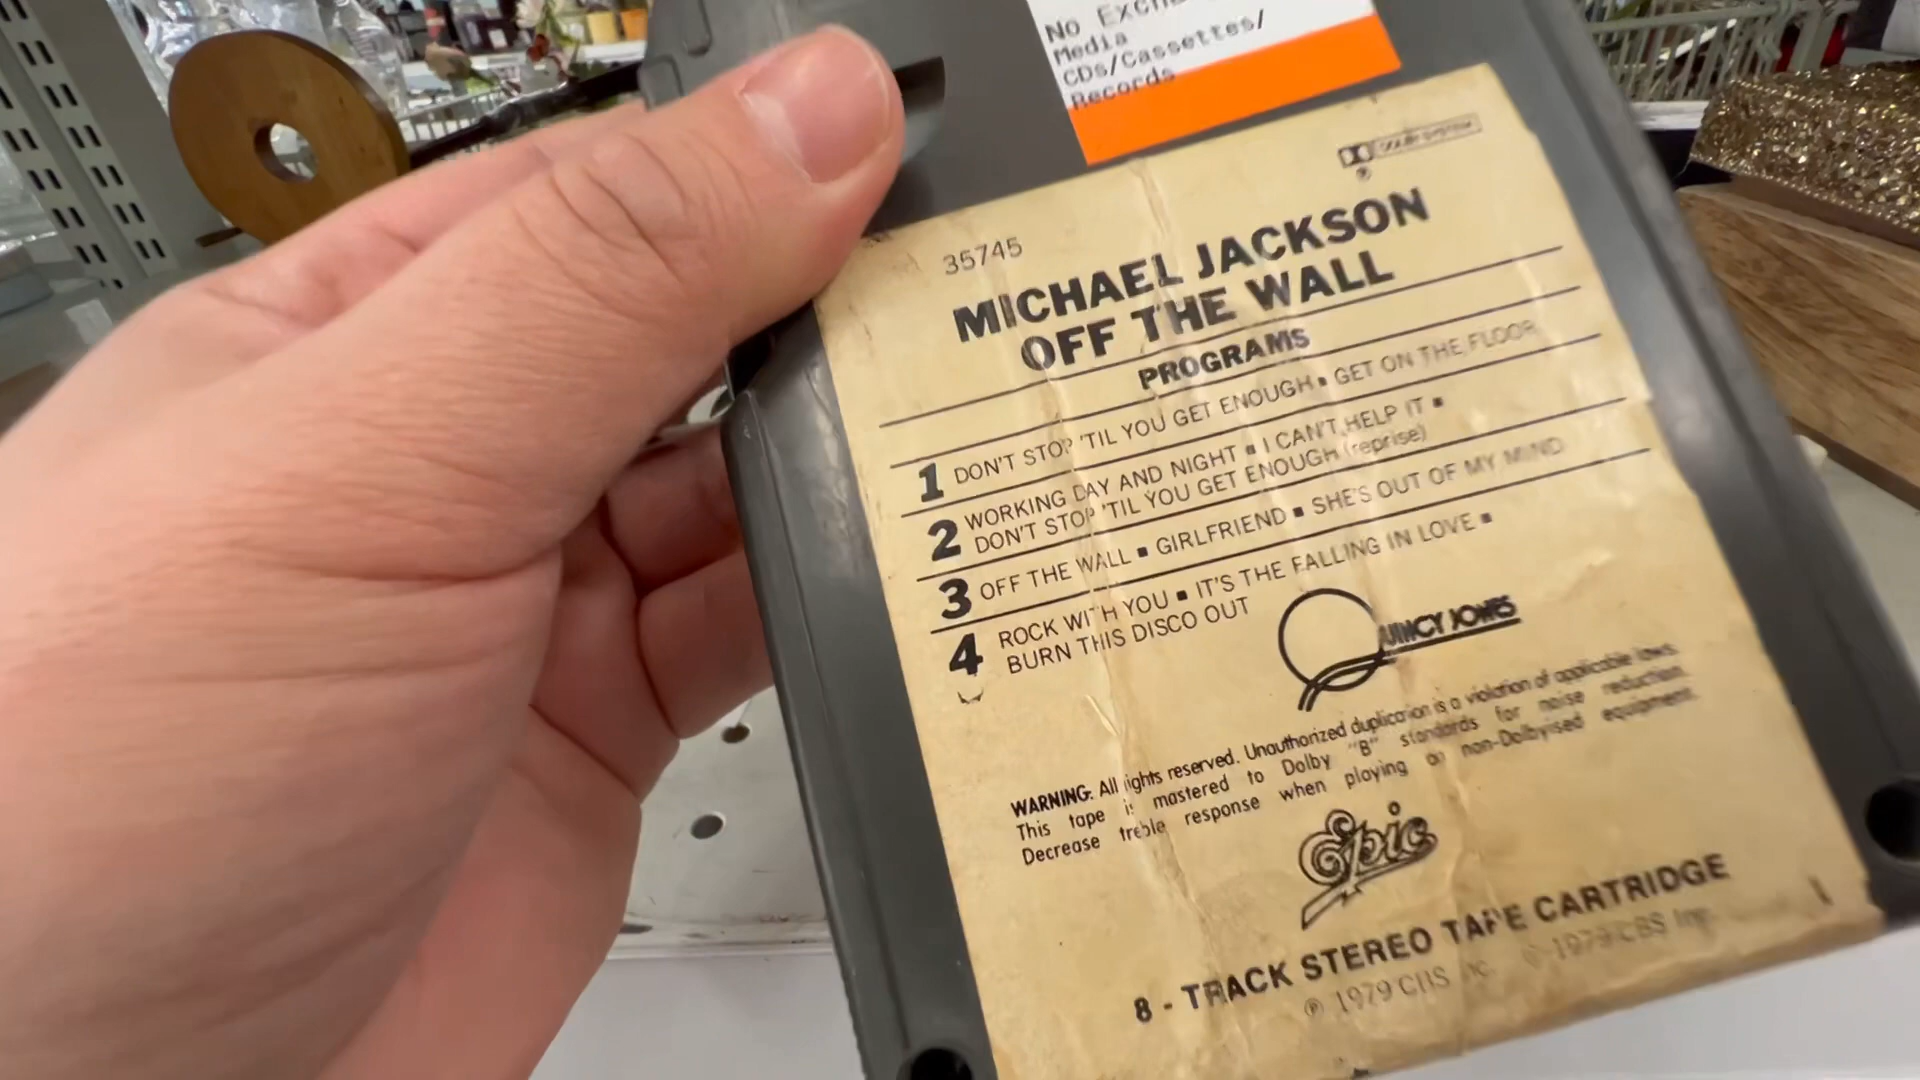 No
Media
CDs/Cassettes/
Records
DOLBY SYSTEM
®
35745
MICHAEL JACKSON
OFF THE WALL
PROGRAMS
1 DON'T STOP 'TIL YOU GET ENOUGH ▪ GET ON THE FLOOR
2 WORKING DAY AND NIGHT ▪ I CAN'T HELP IT ▪
DON'T STOP 'TIL YOU GET ENOUGH (reprise)
3 OFF THE WALL ▪ GIRLFRIEND ▪ SHE'S OUT OF MY MIND
4 ROCK WITH YOU ▪ IT'S THE FALLING IN LOVE ▪
BURN THIS DISCO OUT
QUINCY JONES
WARNING: All rights reserved. Unauthorized duplication is a violation of applicable laws.
This tape is mastered to Dolby "B" standards for noise reduction.
Decrease treble response when playing on non-Dolbyised equipment.
Epic
8 - TRACK STEREO TAPE CARTRIDGE
℗ 1979 CBS Inc. © 1979 CBS Inc.